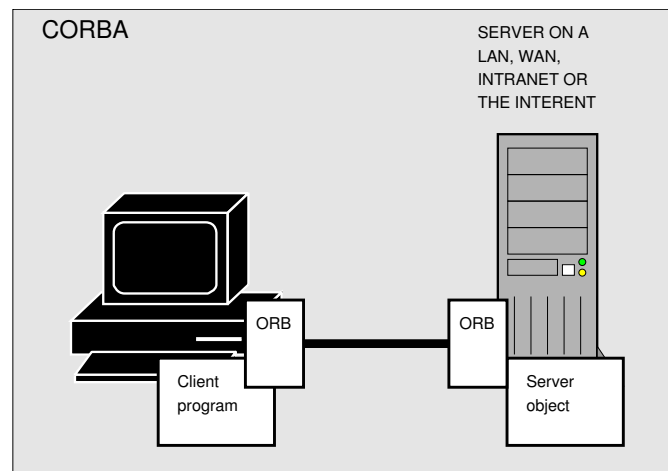 CORBA
SERVER ON A
LAN, WAN,
INTRANET OR
THE INTERENT
ORB
ORB
Client
program
Server
object